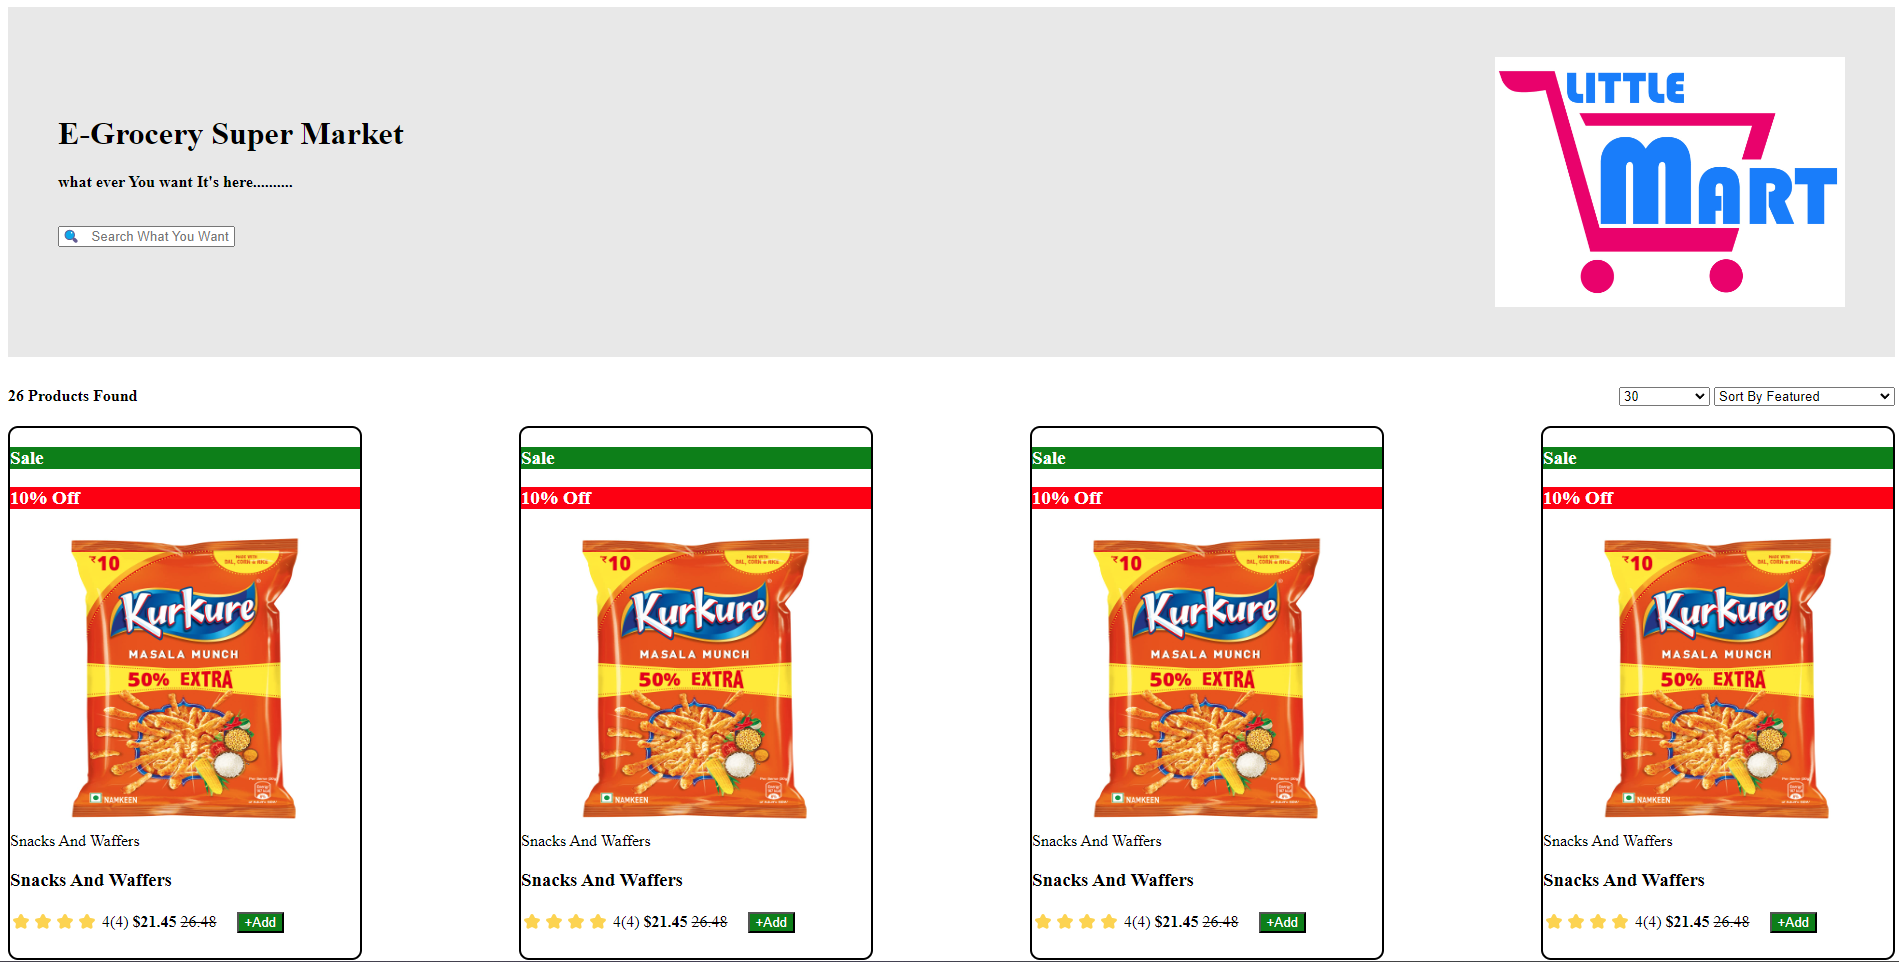 LITTLE
MART
E-Grocery Super Market
what ever You want It's here..........
Search What You Want
26 Products Found
30
Sort By Featured
Sale
Sale
Sale
Sale
10% Off
10% Off
10% Off
10% Off
₹10
Kurkure
MASALA MUNCH
50% EXTRA
NAMKEEN
₹10
Kurkure
MASALA MUNCH
50% EXTRA
NAMKEEN
₹10
Kurkure
MASALA MUNCH
50% EXTRA
NAMKEEN
₹10
Kurkure
MASALA MUNCH
50% EXTRA
NAMKEEN
Snacks And Waffers
Snacks And Waffers
Snacks And Waffers
Snacks And Waffers
Snacks And Waffers
Snacks And Waffers
Snacks And Waffers
Snacks And Waffers
4(4) $21.45 26.48 +Add
4(4) $21.45 26.48 +Add
4(4) $21.45 26.48 +Add
4(4) $21.45 26.48 +Add